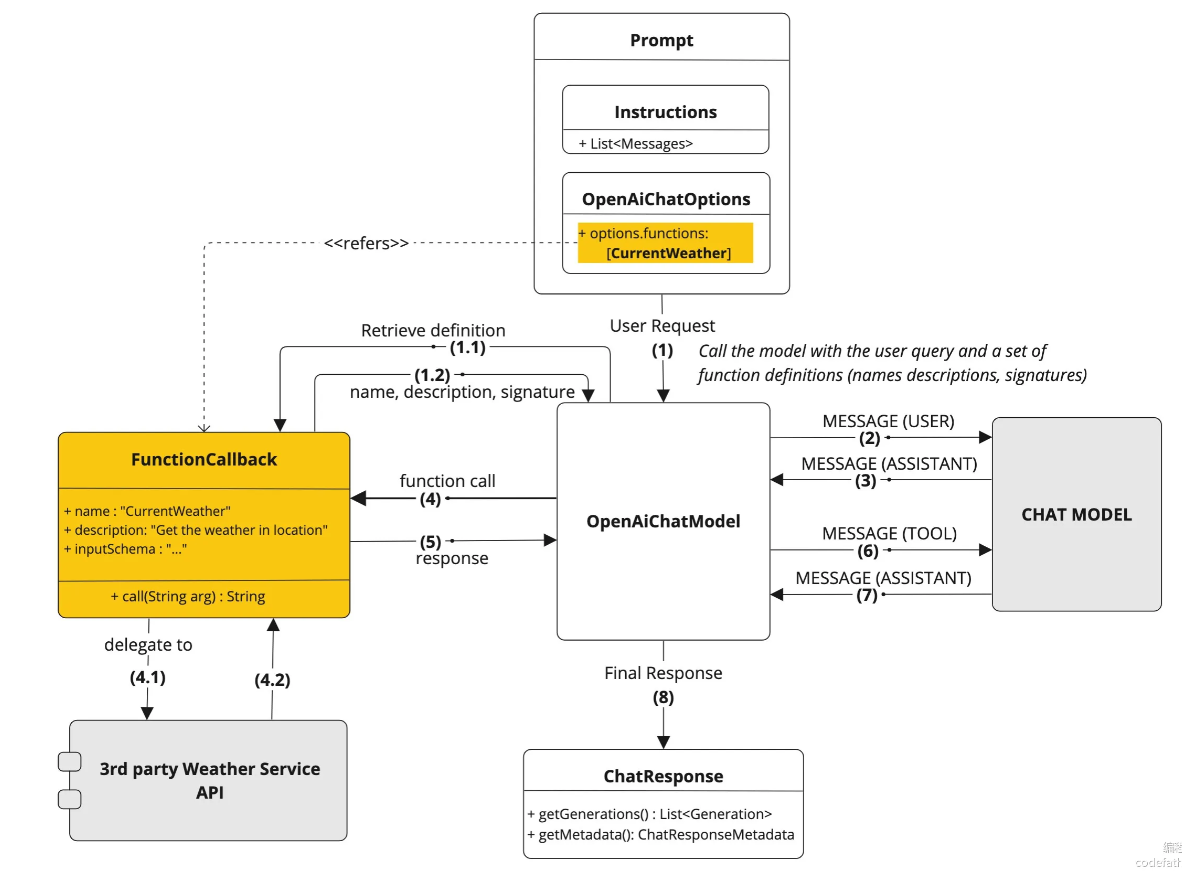 Prompt
Instructions
+ List<Messages>
OpenAiChatOptions
+ options.functions:
[CurrentWeather]
<<refers>>
User Request
(1)
Call the model with the user query and a set of
function definitions (names descriptions, signatures)
Retrieve definition
(1.1)
(1.2)
name, description, signature
FunctionCallback
+ name : "CurrentWeather"
+ description: "Get the weather in location"
+ inputSchema : "..."
+ call(String arg) : String
function call
(4)
(5)
response
OpenAiChatModel
MESSAGE (USER)
(2)
MESSAGE (ASSISTANT)
(3)
MESSAGE (TOOL)
(6)
MESSAGE (ASSISTANT)
(7)
CHAT MODEL
delegate to
(4.1)
(4.2)
3rd party Weather Service
API
Final Response
(8)
ChatResponse
+ getGenerations() : List<Generation>
+ getMetadata(): ChatResponseMetadata
编
codefat